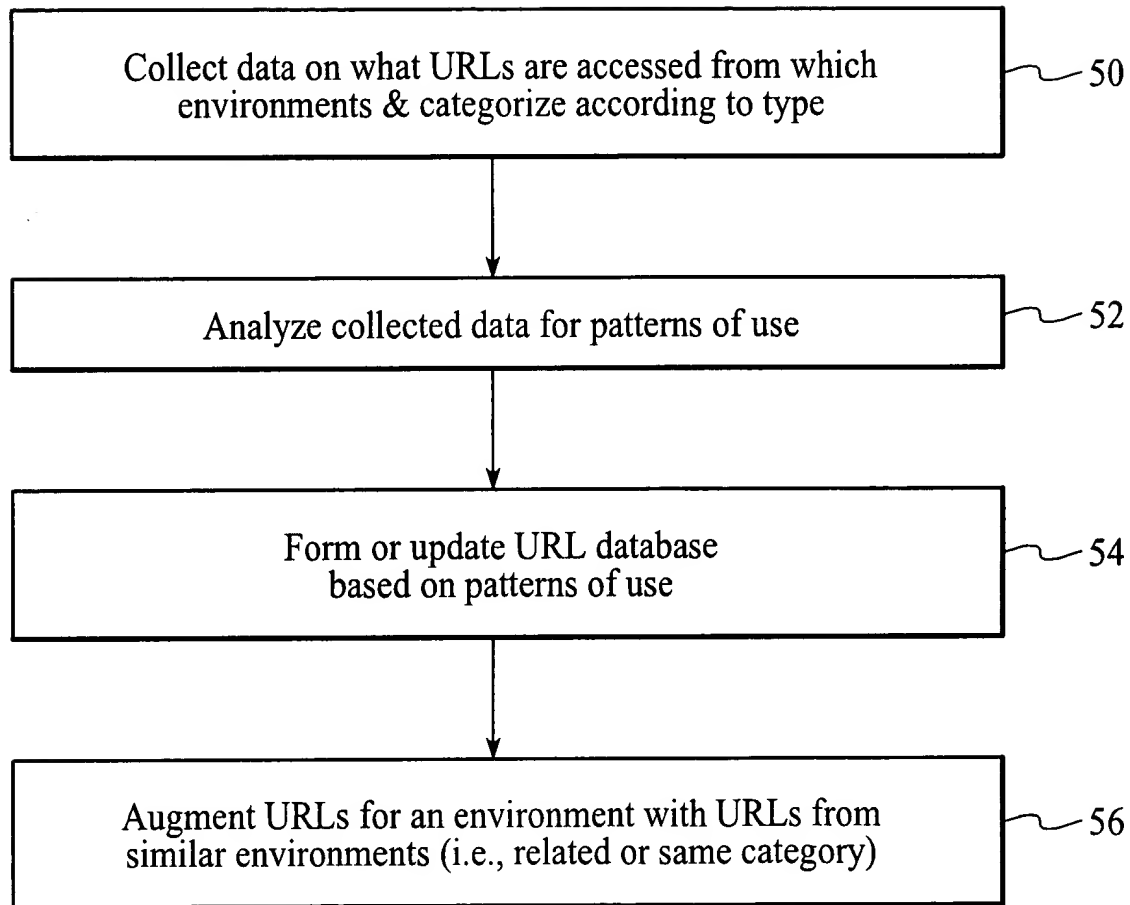 Collect data on what URLs are accessed from which
environments & categorize according to type
50
Analyze collected data for patterns of use
52
Form or update URL database
based on patterns of use
54
Augment URLs for an environment with URLs from
similar environments (i.e., related or same category)
56